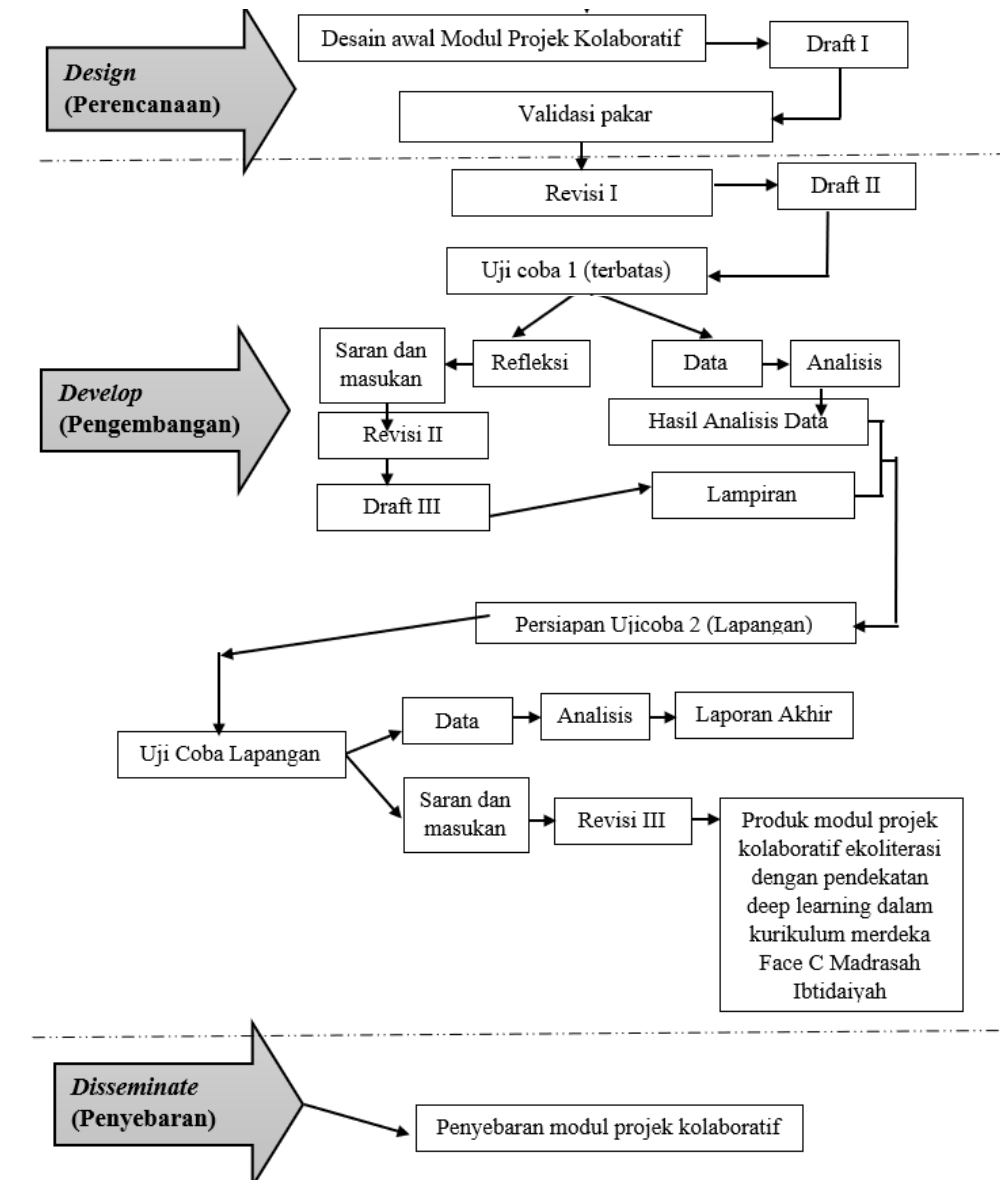 Desain awal Modul Projek Kolaboratif
Draft I
Design
(Perencanaan)
Validasi pakar
Revisi I
Draft II
Uji coba 1 (terbatas)
Saran dan
masukan
Refleksi
Data
Analisis
Develop
(Pengembangan)
Revisi II
Hasil Analisis Data
Draft III
Lampiran
Persiapan Ujicoba 2 (Lapangan)
Data
Analisis
Laporan Akhir
Uji Coba Lapangan
Saran dan
masukan
Revisi III
Produk modul projek
kolaboratif ekoliterasi
dengan pendekatan
deep learning dalam
kurikulum merdeka
Face C Madrasah
Ibtidaiyah
Disseminate
(Penyebaran)
Penyebaran modul projek kolaboratif